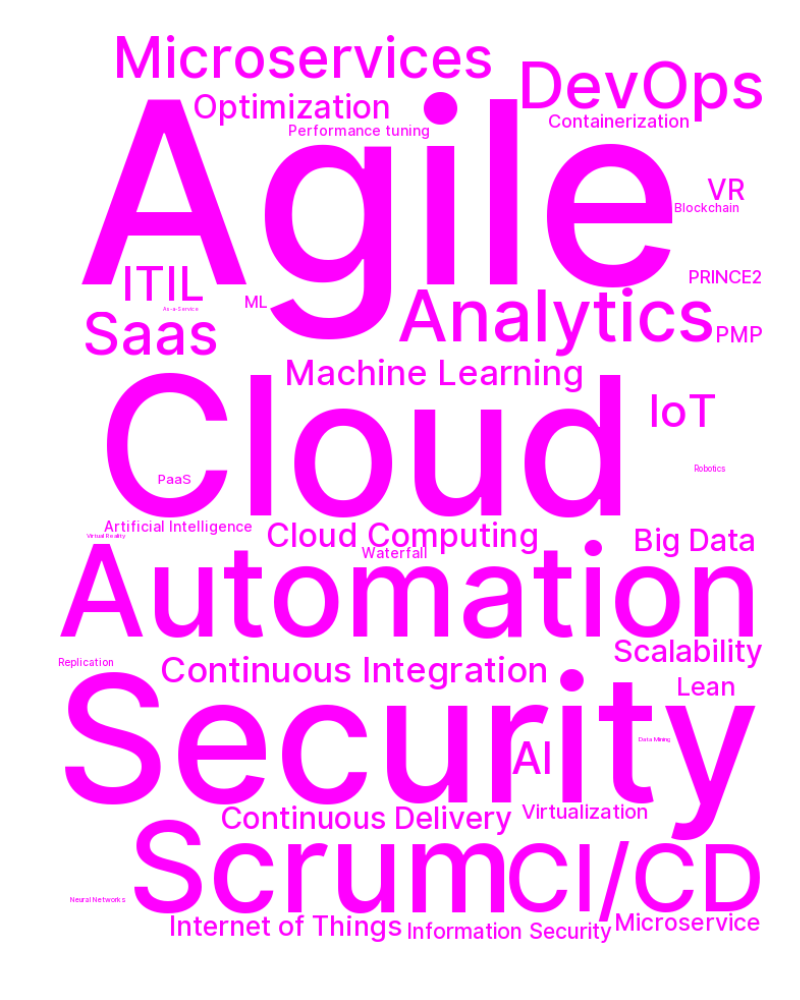 Microservices
DevOps
Optimization
Containerization
Performance tuning
Agile
VR
Blockchain
ITIL
PRINCE2
ML
As-a-Service
Analytics
Saas
PMP
Machine Learning
Cloud
IoT
Robotics
PaaS
Artificial Intelligence
Cloud Computing
Virtual Reality
Big Data
Waterfall
Automation
Scalability
Replication
Continuous Integration
Lean
Security
Data Mining
AI
Continuous Delivery
Virtualization
Scrum
CI/CD
Neural Networks
Internet of Things
Information Security
Microservice